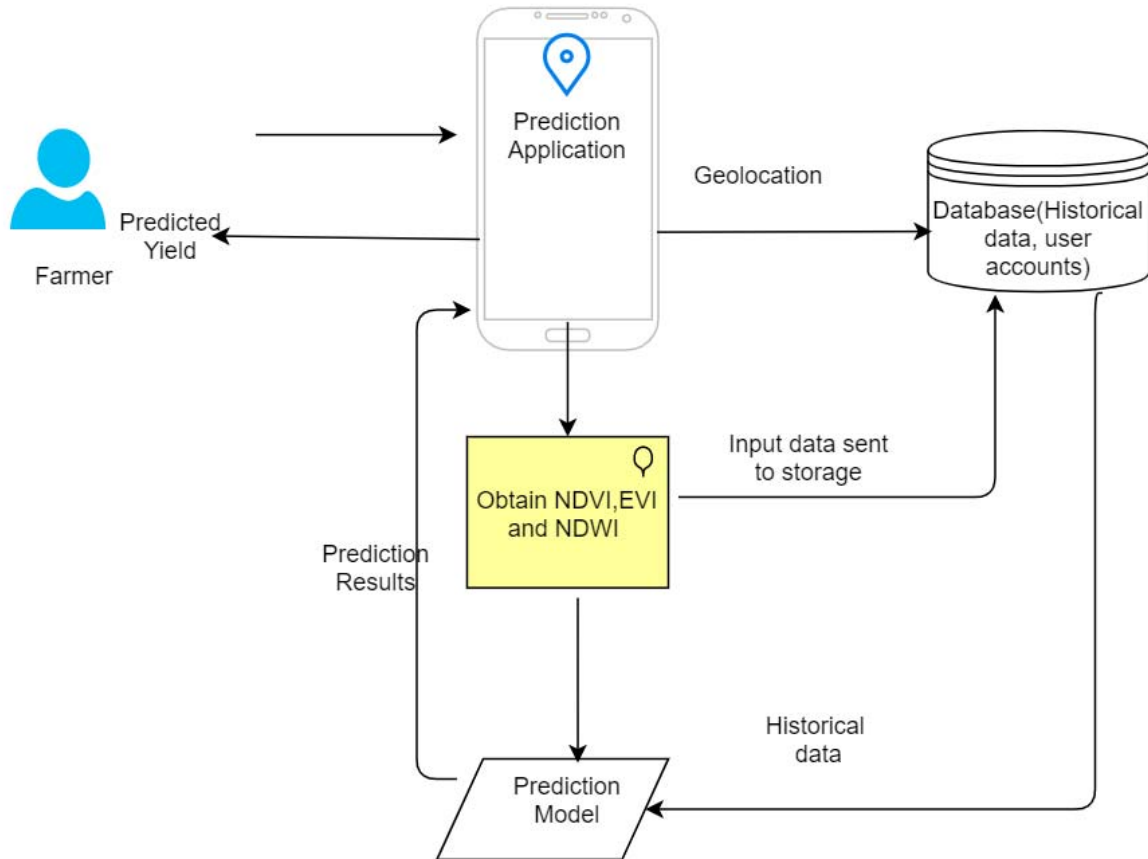 Prediction
Application
Geolocation
Database(Historical
data, user
accounts)
Predicted
Yield
Farmer
Input data sent
to storage
Obtain NDVI,EVI
and NDWI
Prediction
Results
Historical
data
Prediction
Model